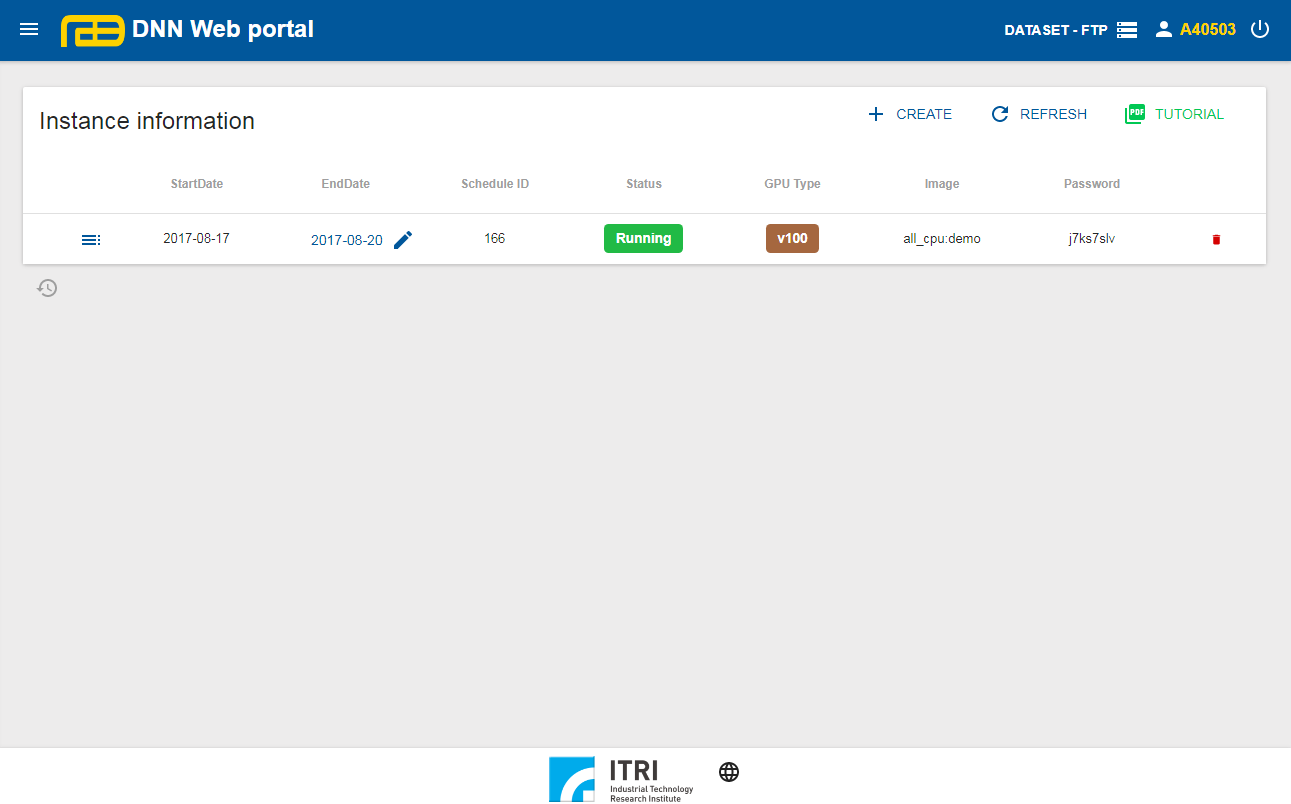 DNN Web portal
DATASET - FTP
A40503
Instance information
CREATE
REFRESH
PDF
TUTORIAL
StartDate EndDate Schedule ID Status GPU Type Image Password
2017-08-17 2017-08-20 166 Running v100 all_cpu:demo j7ks7slv
ITRI
Industrial Technology
Research Institute